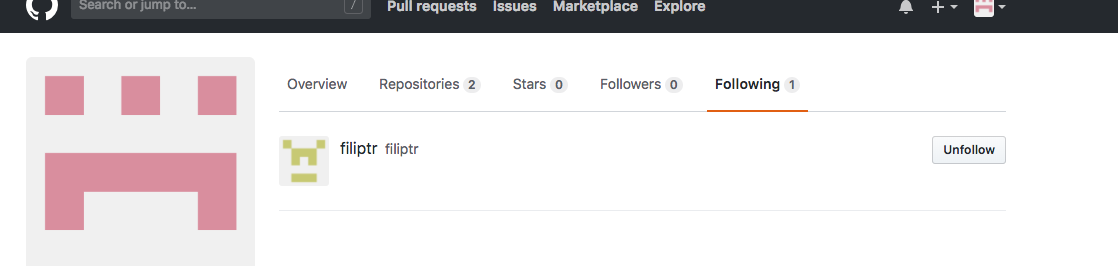 Search or jump to... / Pull requests Issues Marketplace Explore
Overview Repositories 2 Stars 0 Followers 0 Following 1
filiptr filiptr Unfollow